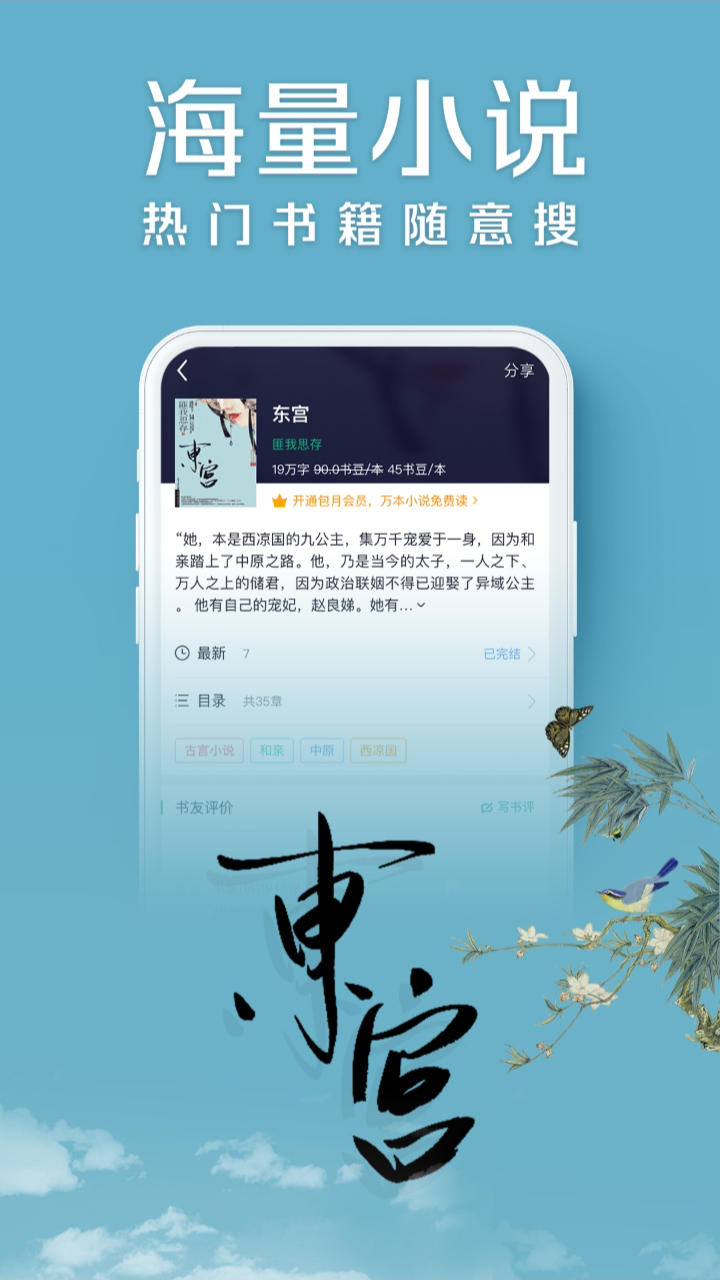 海量小说
热门书籍随意搜
分享
东宫
匪我思存
19万字 90.0书豆/本 45书豆/本
开通包月会员，万本小说免费读
“她，本是西凉国的九公主，集万千宠爱于一身，因为和
亲踏上了中原之路。他，乃是当今的太子，一人之下、
万人之上的储君，因为政治联姻不得已迎娶了异域公主
。 他有自己的宠妃，赵良娣。她有...
最新 7 已完结
目录 共35章
古言小说 和亲 中原 西凉国
书友评价 写书评
匪我思存
東宫
東宫